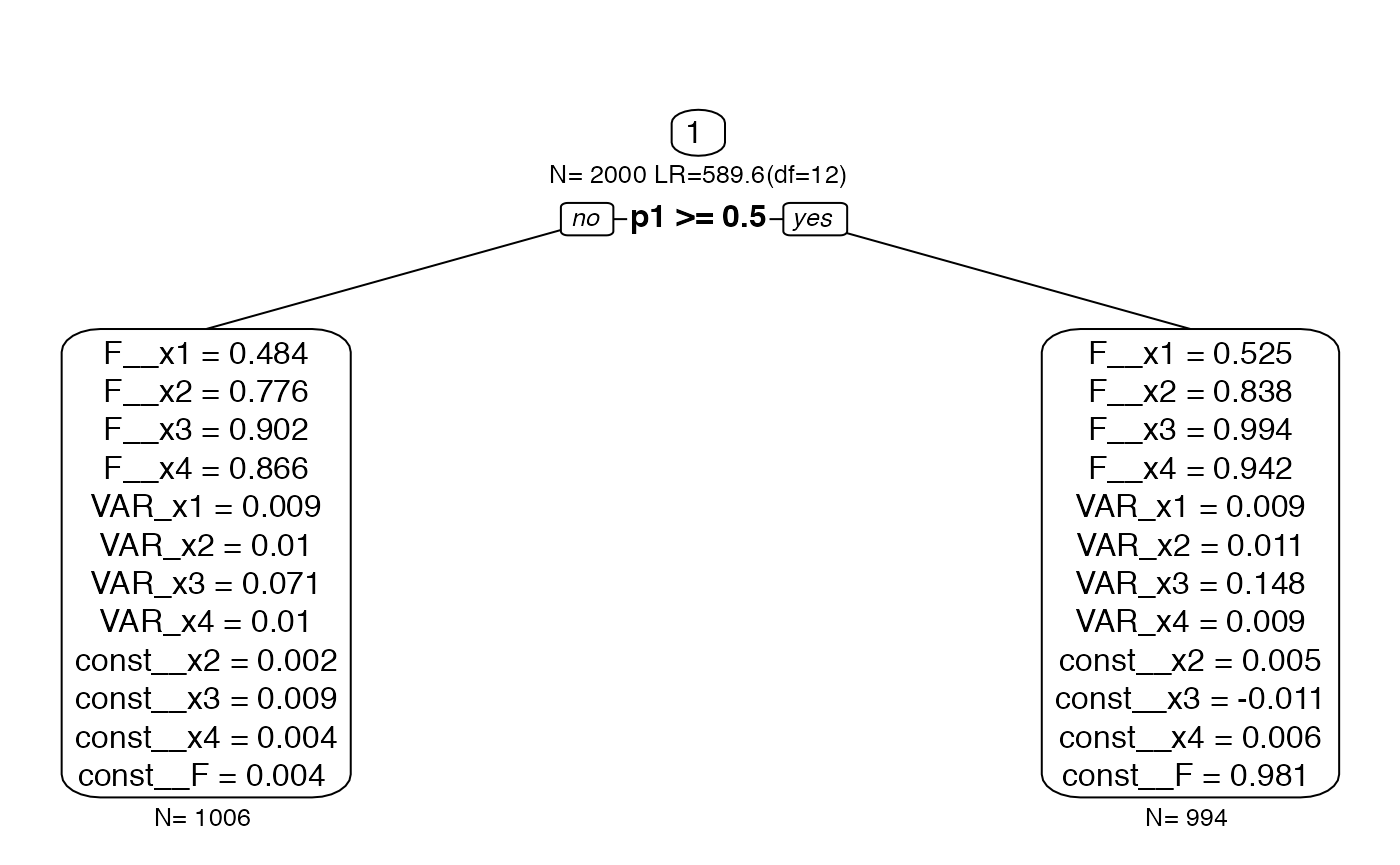 1
N= 2000 LR=589.6(df=12)
no p1 >= 0.5 yes
F__x1 = 0.484
F__x2 = 0.776
F__x3 = 0.902
F__x4 = 0.866
VAR_x1 = 0.009
VAR_x2 = 0.01
VAR_x3 = 0.071
VAR_x4 = 0.01
const__x2 = 0.002
const__x3 = 0.009
const__x4 = 0.004
const__F = 0.004
N= 1006
F__x1 = 0.525
F__x2 = 0.838
F__x3 = 0.994
F__x4 = 0.942
VAR_x1 = 0.009
VAR_x2 = 0.011
VAR_x3 = 0.148
VAR_x4 = 0.009
const__x2 = 0.005
const__x3 = -0.011
const__x4 = 0.006
const__F = 0.981
N= 994